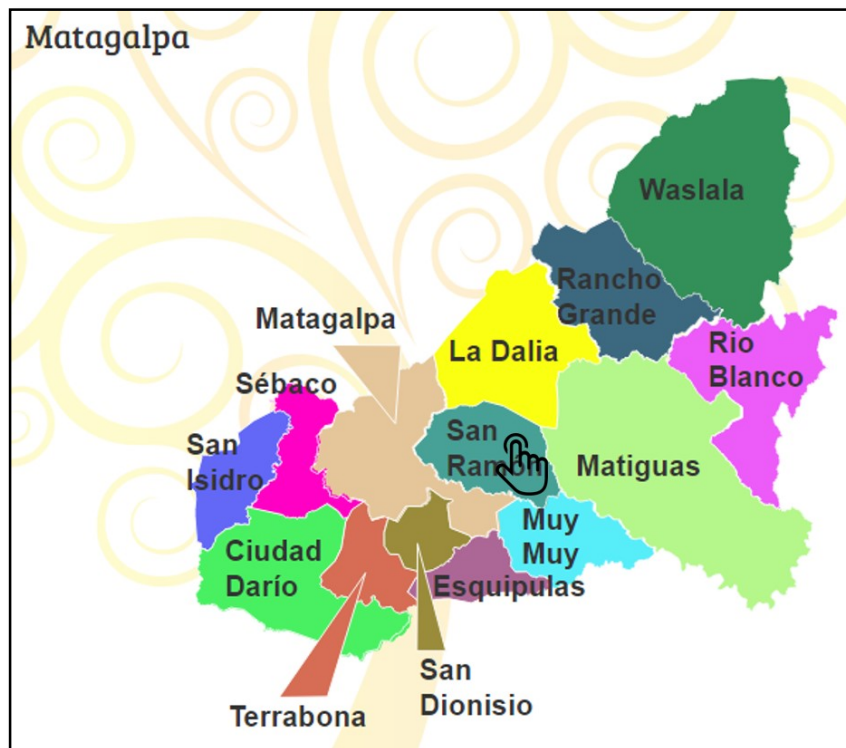 Matagalpa
Waslala
Rancho
Grande
Matagalpa
La Dalia
Rio
Blanco
Sébaco
San
Isidro
San
Ramón
Matiguas
Muy
Muy
Ciudad
Darío
Esquipulas
San
Dionisio
Terrabona